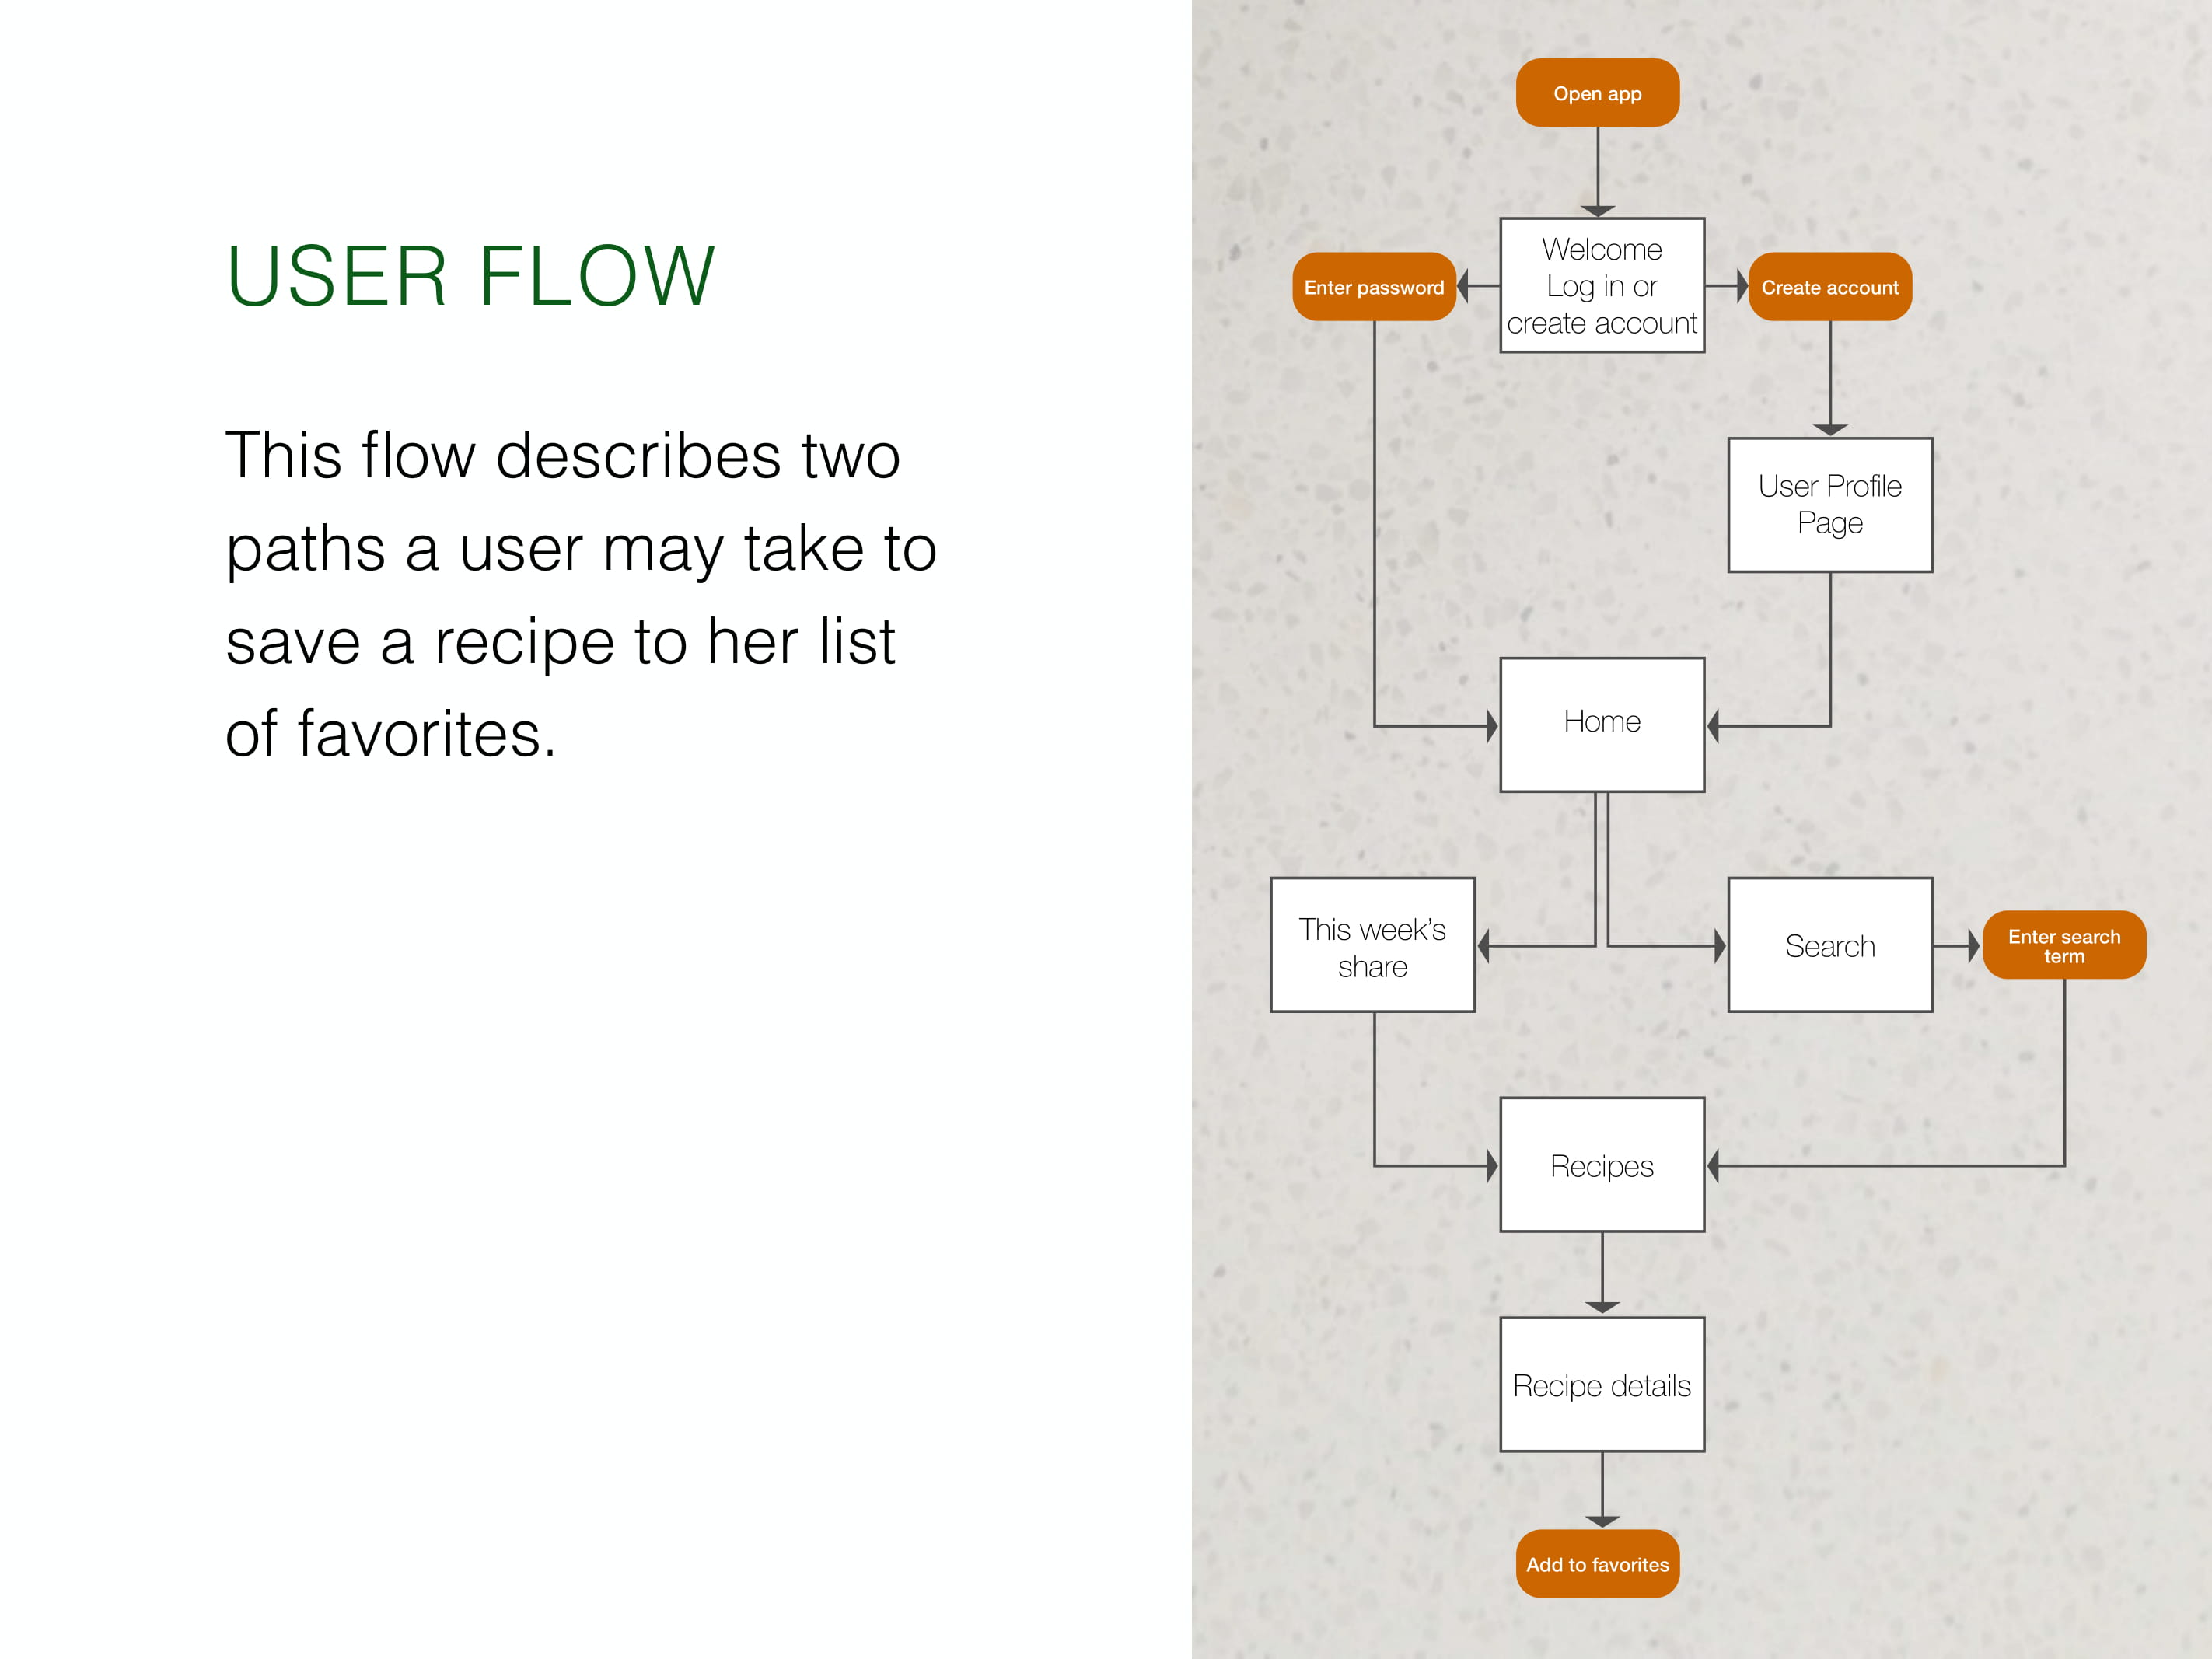 USER FLOW
This flow describes two
paths a user may take to
save a recipe to her list
of favorites.
Open app
Welcome
Log in or
create account
Enter password
Create account
User Profile
Page
Home
This week’s
share
Search
Enter search
term
Recipes
Recipe details
Add to favorites